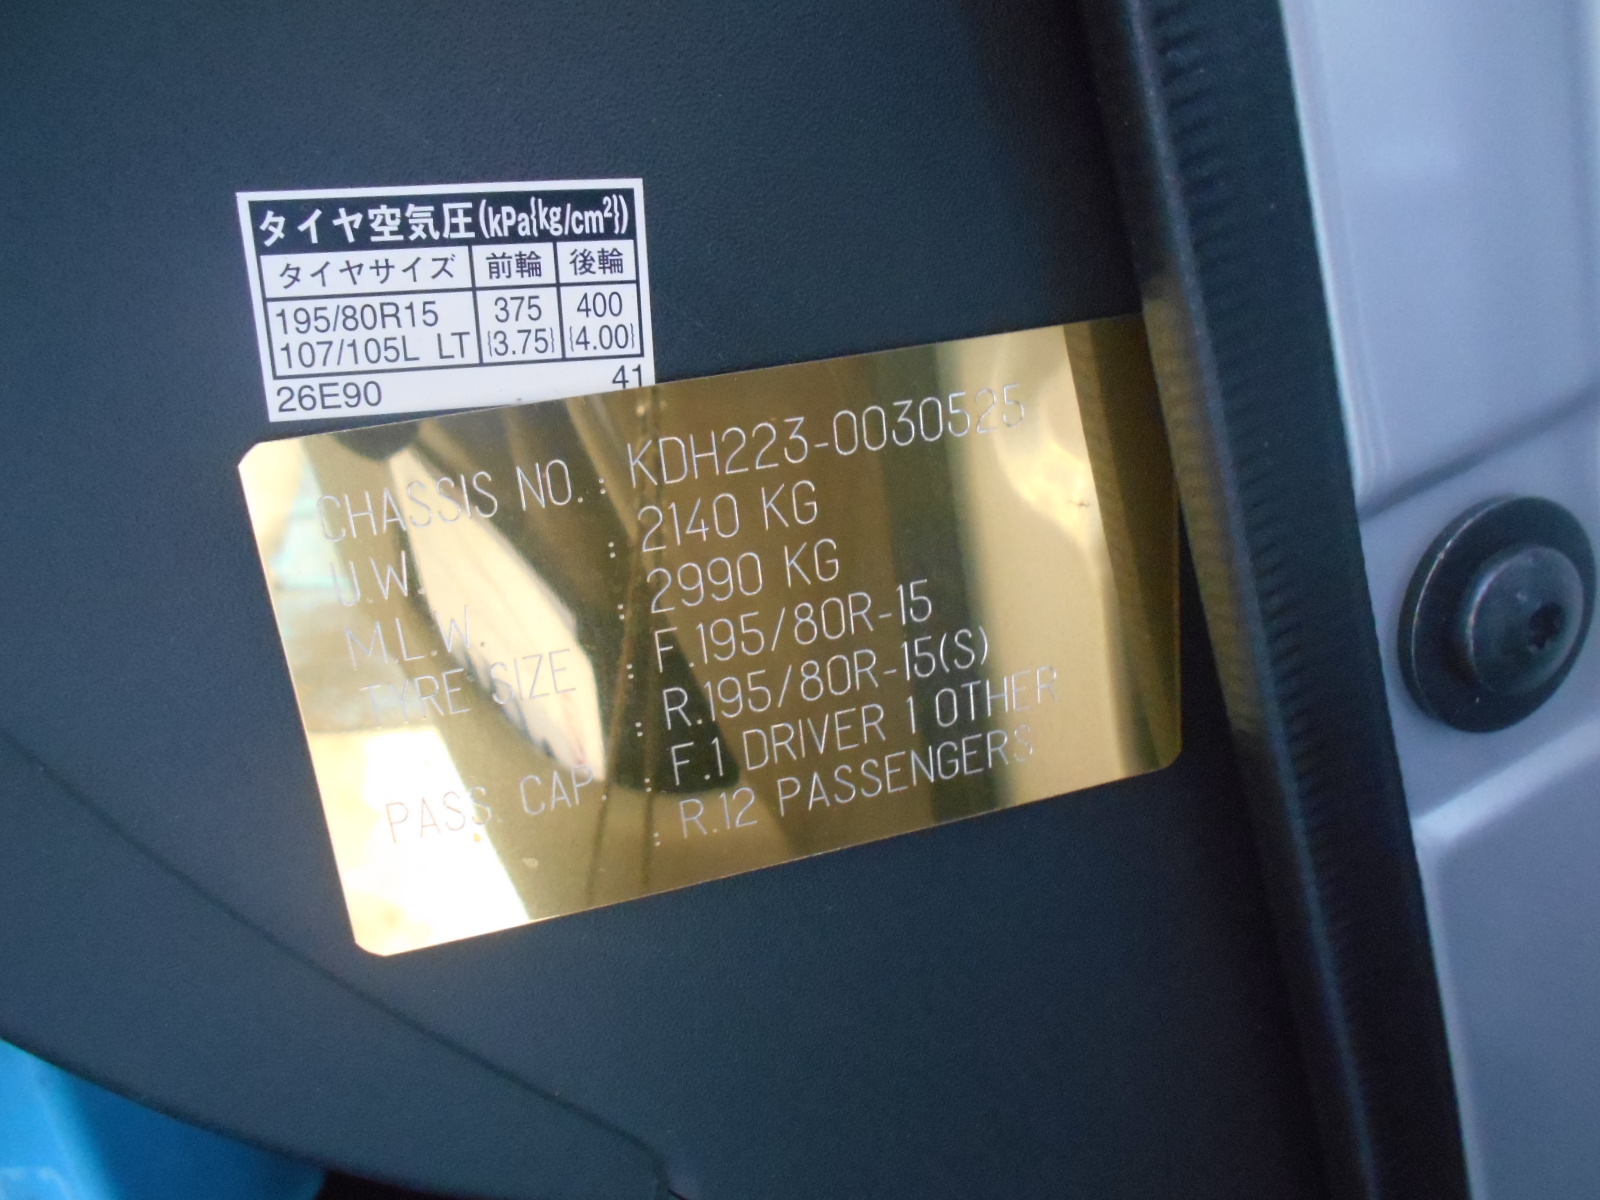 タイヤ空気圧(kPa{kg/cm²})
タイヤサイズ 前輪 後輪
195/80R15 375 400
107/105L LT {3.75} {4.00}
26E90 41
CHASSIS NO. : KDH223-0030525
U.W. : 2140 KG
M.L.W. : 2990 KG
TYRE SIZE : F.195/80R-15
: R.195/80R-15(S)
PASS. CAP. : F.1 DRIVER 1 OTHER
: R.12 PASSENGERS